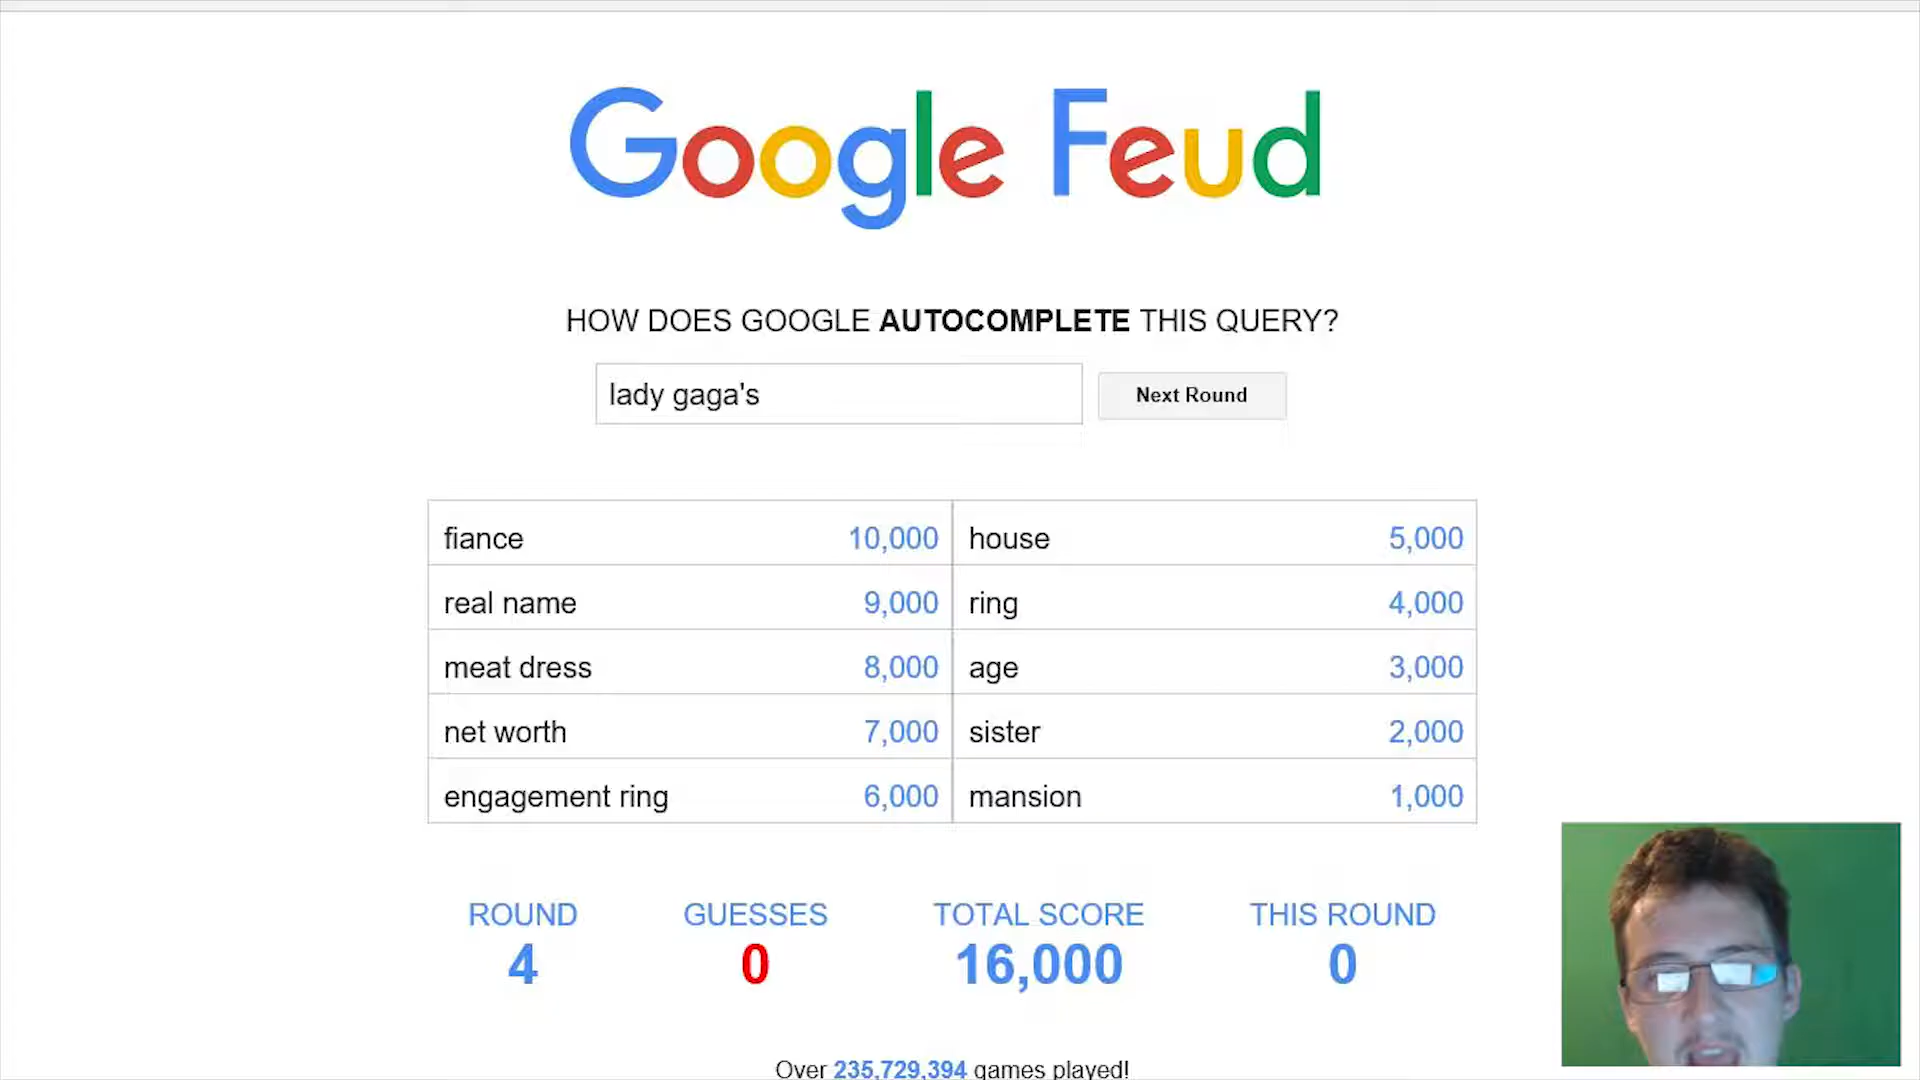 Google Feud
HOW DOES GOOGLE AUTOCOMPLETE THIS QUERY?
lady gaga's
Next Round
fiance 10,000 house 5,000
real name 9,000 ring 4,000
meat dress 8,000 age 3,000
net worth 7,000 sister 2,000
engagement ring 6,000 mansion 1,000
ROUND GUESSES TOTAL SCORE THIS ROUND
4 0 16,000 0
Over 235,729,394 games played!